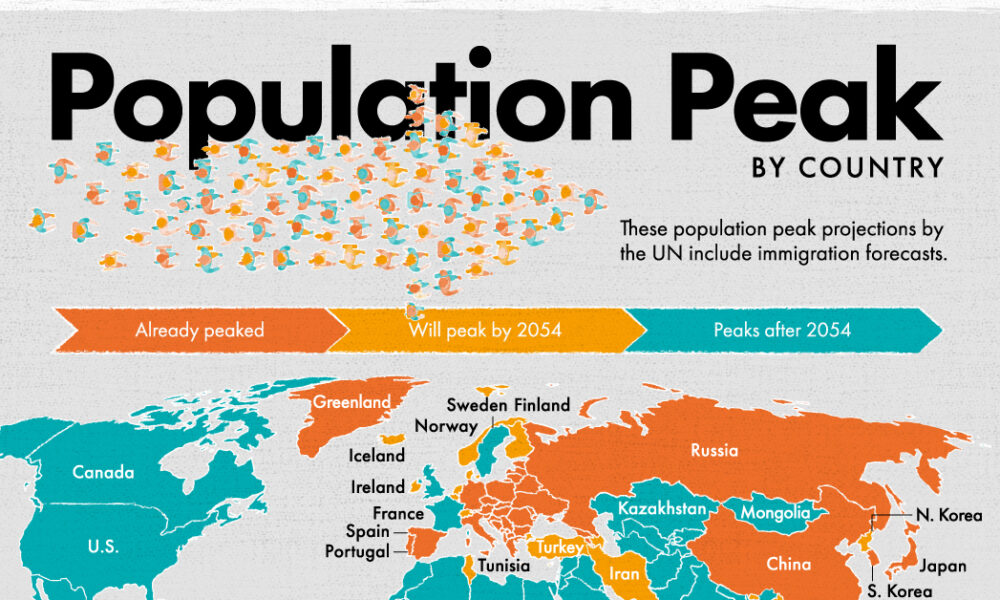 Population Peak
BY COUNTRY
These population peak projections by
the UN include immigration forecasts.
Already peaked
Will peak by 2054
Peaks after 2054
Greenland
Sweden Finland
Norway
Iceland
Russia
Canada
Ireland
France
Kazakhstan
Mongolia
N. Korea
Spain
Portugal
U.S.
Turkey
Tunisia
Iran
China
Japan
S. Korea